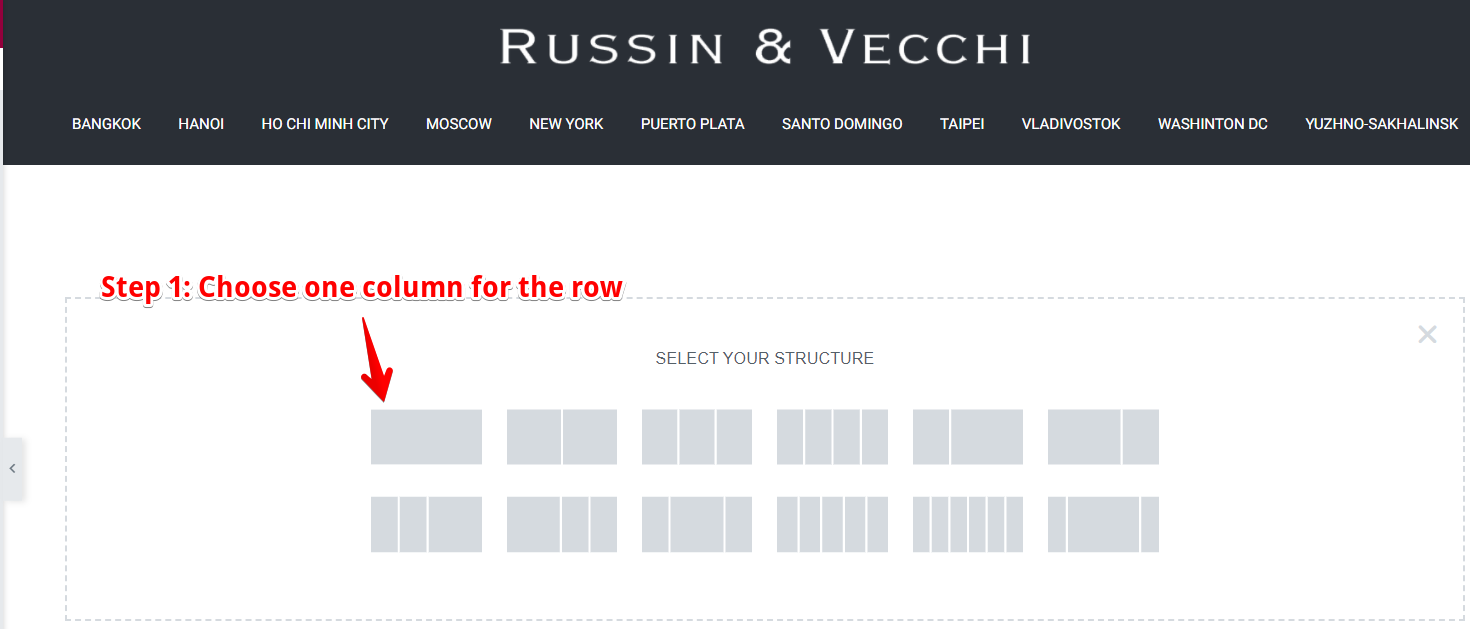 RUSSIN & VECCHI
BANGKOK HANOI HO CHI MINH CITY MOSCOW NEW YORK PUERTO PLATA SANTO DOMINGO TAIPEI VLADIVOSTOK WASHINTON DC YUZHNO-SAKHALINSK
Step 1: Choose one column for the row
SELECT YOUR STRUCTURE